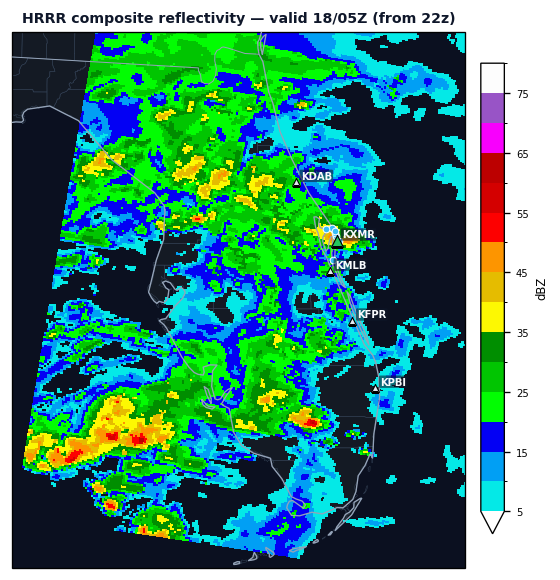 HRRR composite reflectivity — valid 18/05Z (from 22z)
KDAB
KXMR
KMLB
KFPR
KPBI
75
65
55
45
35
25
15
5
dBZ